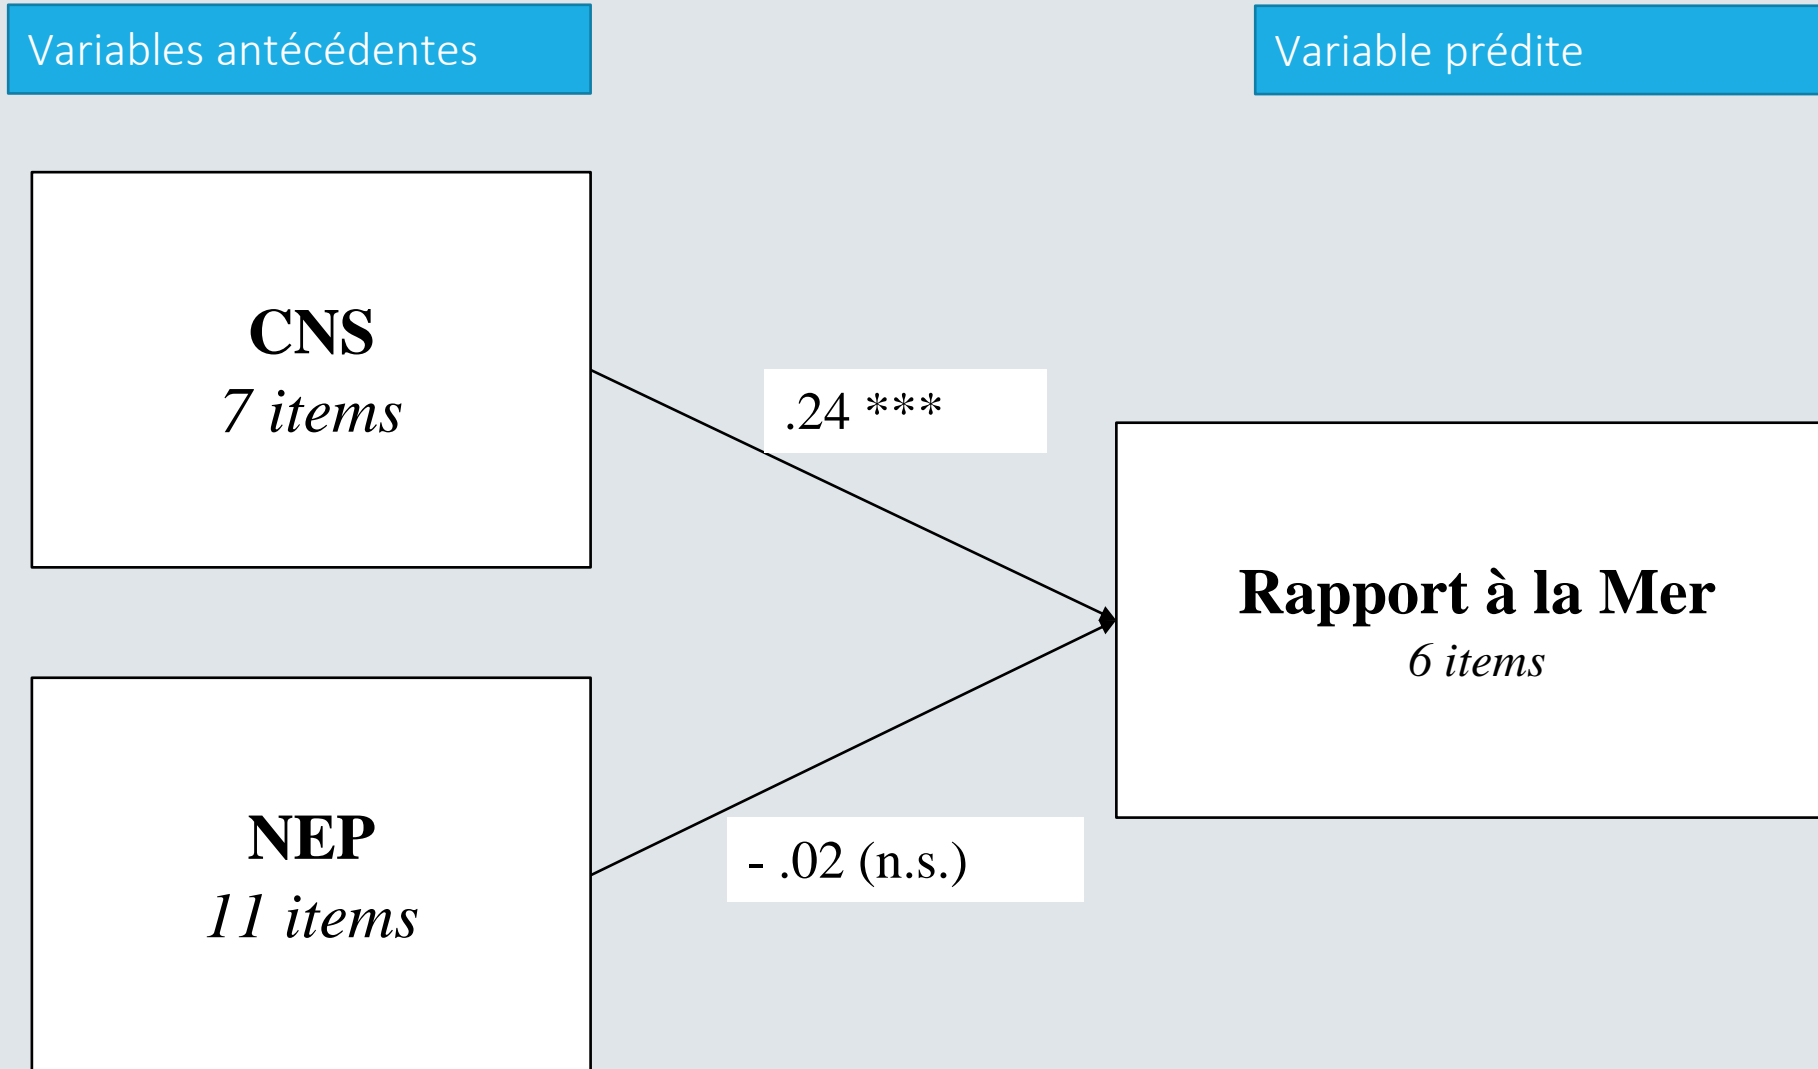 Variables antécédentes
Variable prédite
CNS
7 items
.24 ***
Rapport à la Mer
6 items
NEP
11 items
- .02 (n.s.)